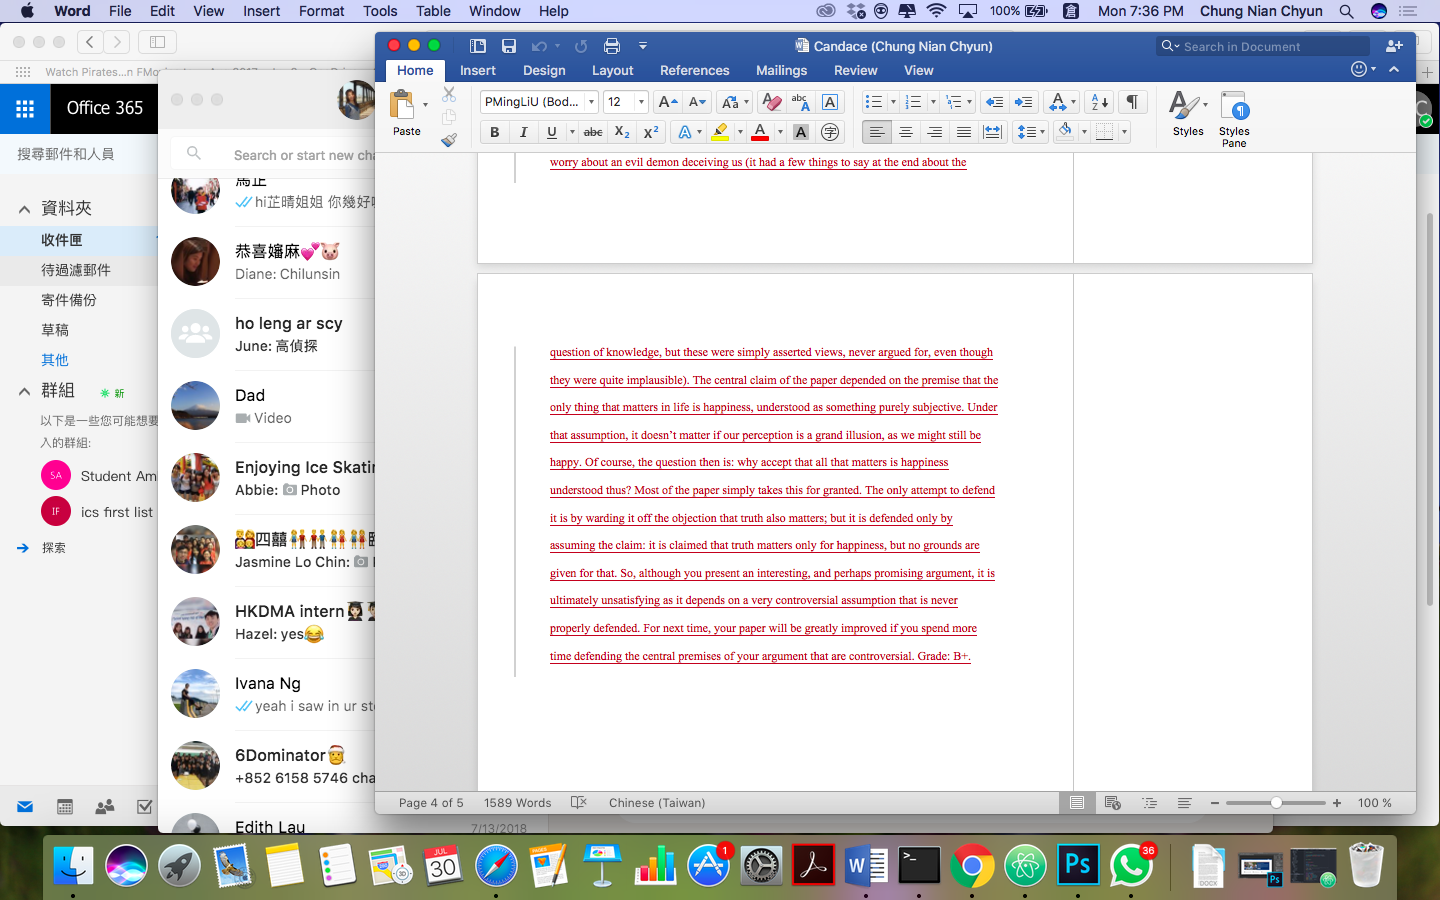 Word File Edit View Insert Format Tools Table Window Help
100% Mon 7:36 PM Chung Nian Chyun
Candace (Chung Nian Chyun)
Search in Document
Home Insert Design Layout References Mailings Review View
Paste
PMingLiU (Bod...
12
Styles
Styles Pane
Office 365
搜尋郵件和人員
資料夾
收件匣
待過濾郵件
寄件備份
草稿
其他
群組
新
以下是一些您可能想要
入的群組:
SA Student Am
IF ics first list
探索
Search or start new cha
hi芷晴姐姐 你幾好
恭喜嬸麻💕🐷
Diane: Chilunsin
ho leng ar scy
June: 高偵探
Dad
Video
Enjoying Ice Skatin
Abbie: Photo
四囍
Jasmine Lo Chin:
HKDMA intern
Hazel: yes😂
Ivana Ng
yeah i saw in ur sto
6Dominator🎅
+852 6158 5746 cha
Edith Lau
7/13/2018
worry about an evil demon deceiving us (it had a few things to say at the end about the
question of knowledge, but these were simply asserted views, never argued for, even though
they were quite implausible). The central claim of the paper depended on the premise that the
only thing that matters in life is happiness, understood as something purely subjective. Under
that assumption, it doesn't matter if our perception is a grand illusion, as we might still be
happy. Of course, the question then is: why accept that all that matters is happiness
understood thus? Most of the paper simply takes this for granted. The only attempt to defend
it is by warding it off the objection that truth also matters; but it is defended only by
assuming the claim: it is claimed that truth matters only for happiness, but no grounds are
given for that. So, although you present an interesting, and perhaps promising argument, it is
ultimately unsatisfying as it depends on a very controversial assumption that is never
properly defended. For next time, your paper will be greatly improved if you spend more
time defending the central premises of your argument that are controversial. Grade: B+.
Page 4 of 5 1589 Words Chinese (Taiwan) 100 %
JUL
30
1
36
PAGES
W
Ps
DOCX